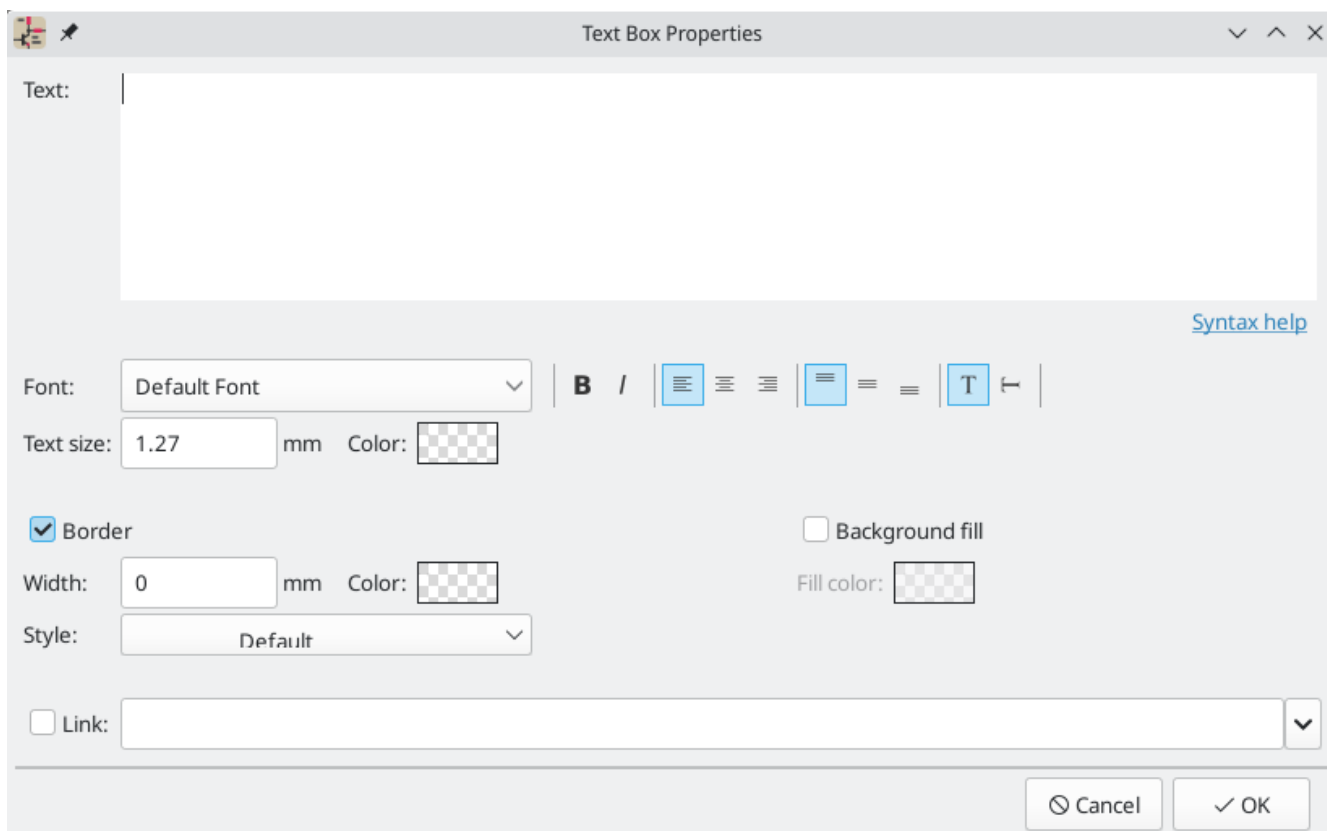 Text Box Properties
Text:
Syntax help
Font: Default Font B I T T
Text size: 1.27 mm Color:
Border Background fill
Width: 0 mm Color: Fill color:
Style: Default
Link:
Cancel OK